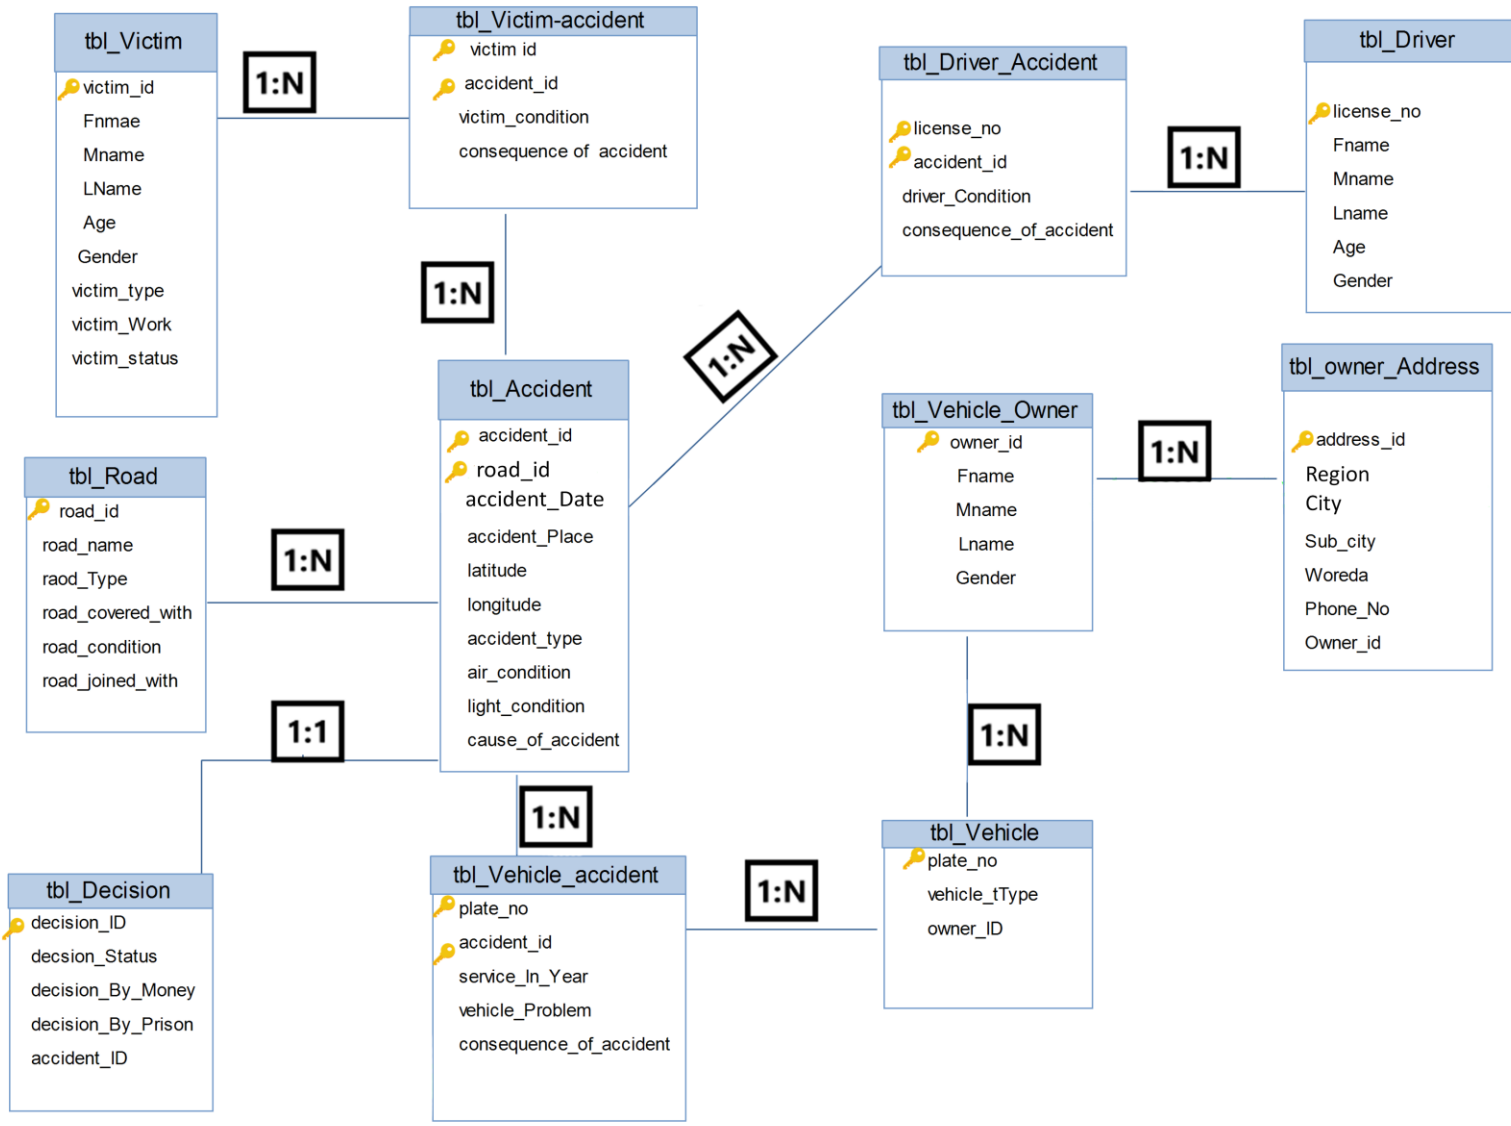 tbl_Victim
victim_id
Fnmae
Mname
LName
Age
Gender
victim_type
victim_Work
victim_status
1:N
tbl_Victim-accident
victim id
accident_id
victim_condition
consequence of accident
1:N
tbl_Driver_Accident
license_no
accident_id
driver_Condition
consequence_of_accident
1:N
tbl_Driver
license_no
Fname
Mname
Lname
Age
Gender
1:N
tbl_Accident
accident_id
road_id
accident_Date
accident_Place
latitude
longitude
accident_type
air_condition
light_condition
cause_of_accident
tbl_Road
road_id
road_name
raod_Type
road_covered_with
road_condition
road_joined_with
1:N
1:1
tbl_Vehicle_Owner
owner_id
Fname
Mname
Lname
Gender
1:N
tbl_owner_Address
address_id
Region
City
Sub_city
Woreda
Phone_No
Owner_id
1:N
tbl_Decision
decision_ID
decsion_Status
decision_By_Money
decision_By_Prison
accident_ID
1:N
tbl_Vehicle_accident
plate_no
accident_id
service_In_Year
vehicle_Problem
consequence_of_accident
1:N
tbl_Vehicle
plate_no
vehicle_tType
owner_ID